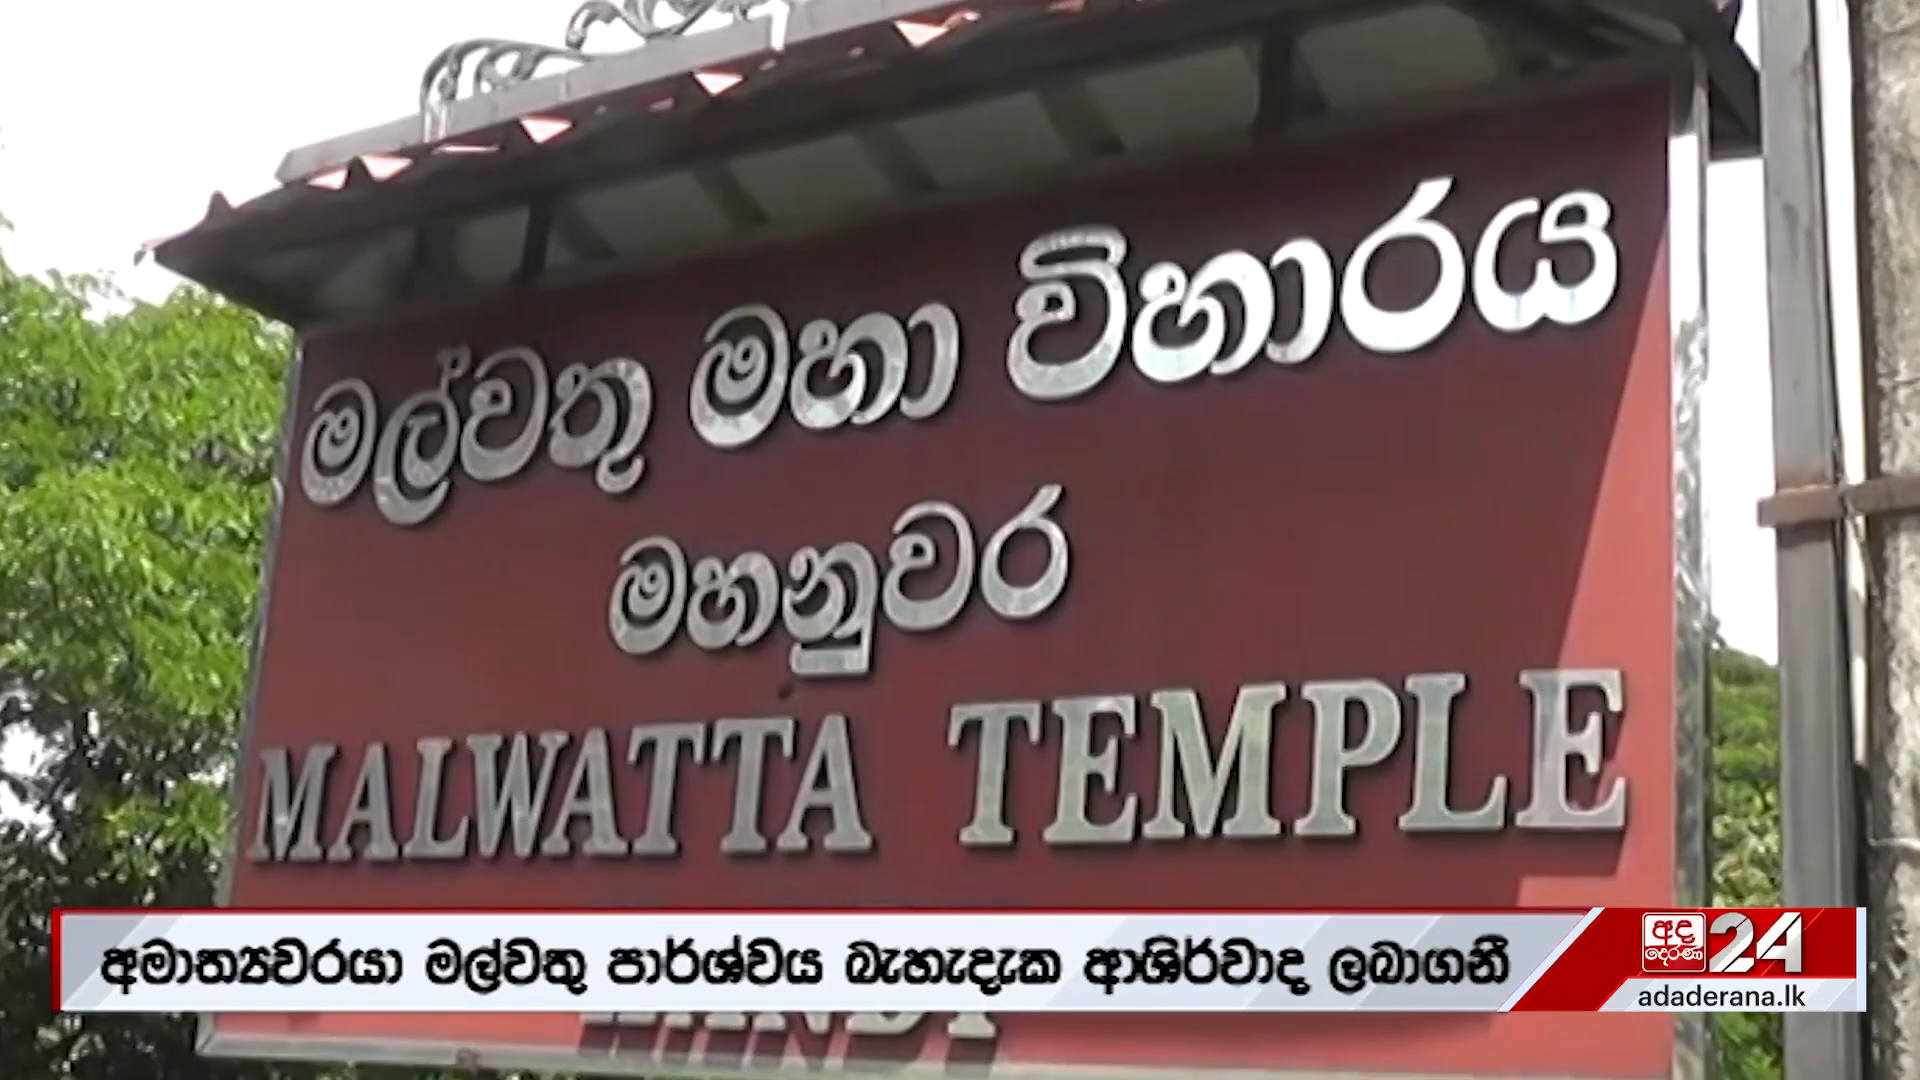 මල්වතු මහා විහාරය
මහනුවර
MALWATTA TEMPLE
KANDY
අමාත්‍යවරයා මල්වතු පාර්ශ්වය බැහැදැක ආශිර්වාද ලබාගනී
අද දෙරණ 24
adaderana.lk